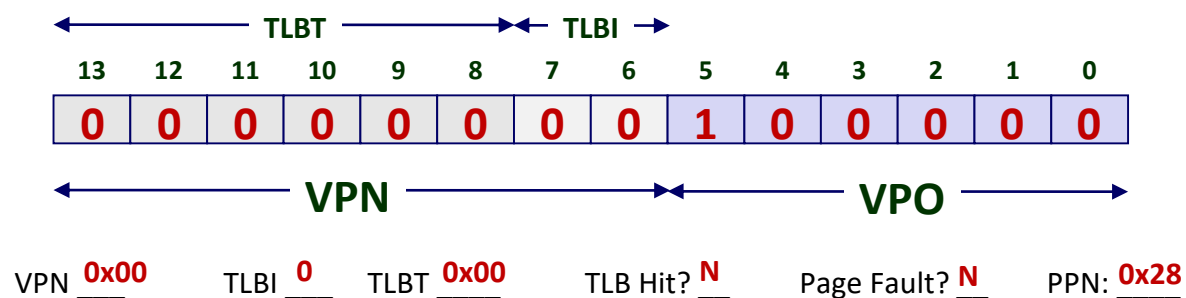 TLBT TLBI
13 12 11 10 9 8 7 6 5 4 3 2 1 0
0 0 0 0 0 0 0 0 1 0 0 0 0 0
VPN VPO
VPN 0x00 TLBI 0 TLBT 0x00 TLB Hit? N Page Fault? N PPN: 0x28